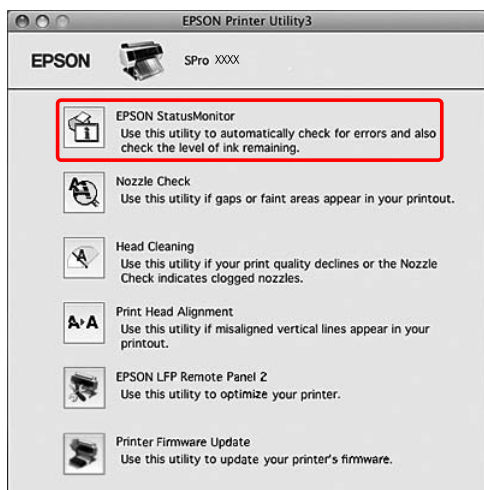 EPSON Printer Utility3
EPSON
SPro XXXX
EPSON StatusMonitor
Use this utility to automatically check for errors and also
check the level of ink remaining.
Nozzle Check
Use this utility if gaps or faint areas appear in your printout.
Head Cleaning
Use this utility if your print quality declines or the Nozzle
Check indicates clogged nozzles.
Print Head Alignment
Use this utility if misaligned vertical lines appear in your
printout.
EPSON LFP Remote Panel 2
Use this utility to optimize your printer.
Printer Firmware Update
Use this utility to update your printer's firmware.